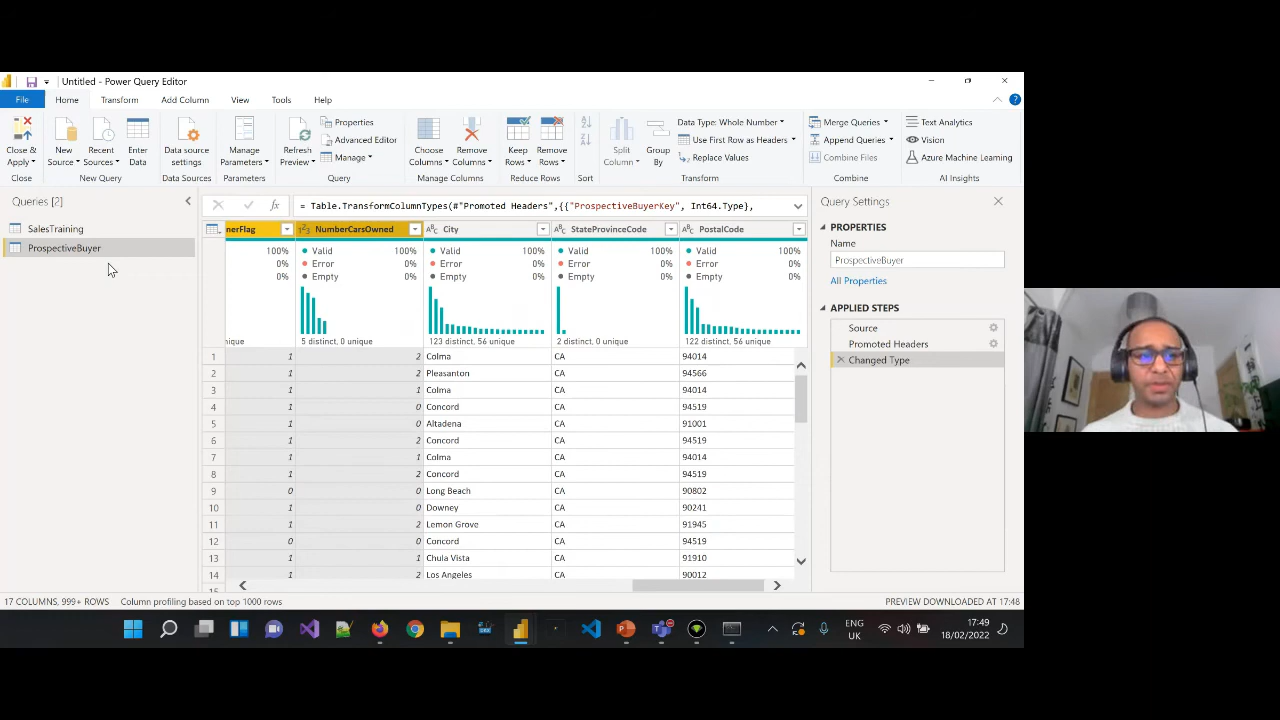 Untitled - Power Query Editor
File Home Transform Add Column View Tools Help
Close & Apply
New Source
Recent Sources
Enter Data
Data source settings
Manage Parameters
Refresh Preview
Properties
Advanced Editor
Manage
Choose Columns
Remove Columns
Keep Rows
Remove Rows
Split Column
Group By
Data Type: Whole Number
Use First Row as Headers
Replace Values
Merge Queries
Append Queries
Combine Files
Text Analytics
Vision
Azure Machine Learning
Close New Query Data Sources Parameters Query Manage Columns Reduce Rows Sort Transform Combine AI Insights
Queries [2]
SalesTraining
ProspectiveBuyer
= Table.TransformColumnTypes(#"Promoted Headers",{{"ProspectiveBuyerKey", Int64.Type},
nerFlag NumberCarsOwned City StateProvinceCode PostalCode
100% Valid 100% Valid 100% Valid 100% Valid 100%
0% Error 0% Error 0% Error 0% Error 0%
0% Empty 0% Empty 0% Empty 0% Empty 0%
ique 5 distinct, 0 unique 123 distinct, 56 unique 2 distinct, 0 unique 122 distinct, 56 unique
1 1 2 Colma CA 94014
2 1 2 Pleasanton CA 94566
3 1 1 Colma CA 94014
4 1 0 Concord CA 94519
5 1 0 Altadena CA 91001
6 1 2 Concord CA 94519
7 1 1 Colma CA 94014
8 1 2 Concord CA 94519
9 0 0 Long Beach CA 90802
10 1 0 Downey CA 90241
11 1 2 Lemon Grove CA 91945
12 0 0 Concord CA 94519
13 1 1 Chula Vista CA 91910
14 1 2 Los Angeles CA 90012
Query Settings
PROPERTIES
Name
ProspectiveBuyer
All Properties
APPLIED STEPS
Source
Promoted Headers
Changed Type
17 COLUMNS, 999+ ROWS Column profiling based on top 1000 rows PREVIEW DOWNLOADED AT 17:48
ENG
UK
17:49
18/02/2022